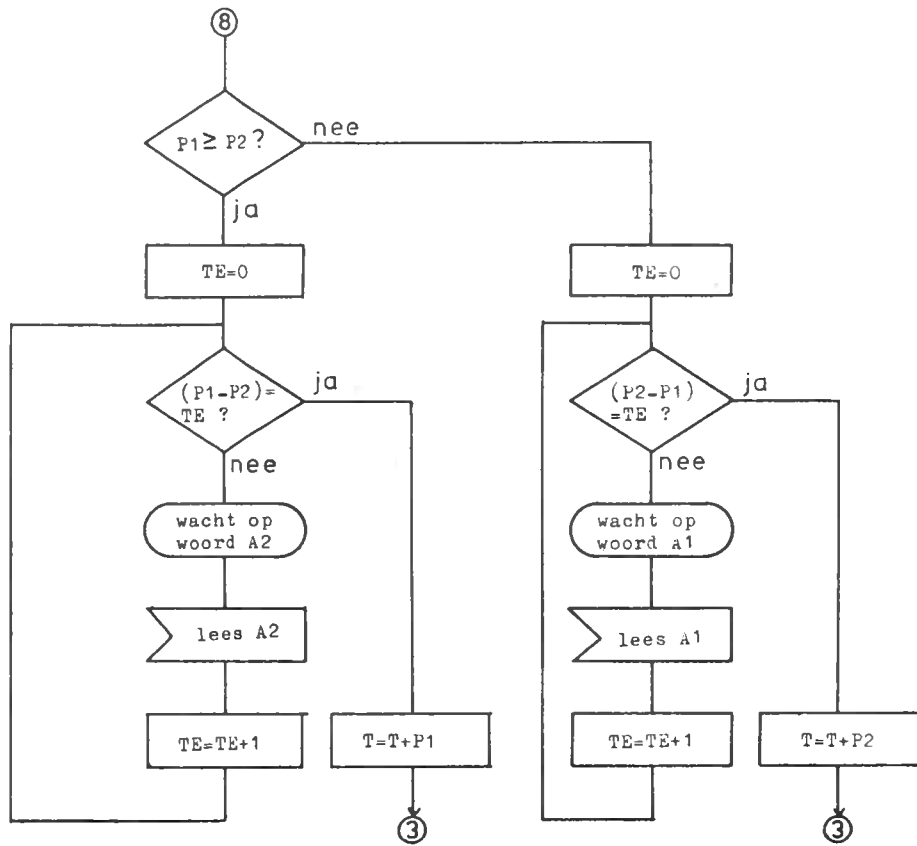 8
P1 ≥ P2 ?
nee
ja
TE=0
TE=0
(P1-P2)=
TE ?
ja
nee
(P2-P1)
=TE ?
ja
nee
wacht op
woord A2
wacht op
woord A1
lees A2
lees A1
TE=TE+1
T=T+P1
TE=TE+1
T=T+P2
3
3